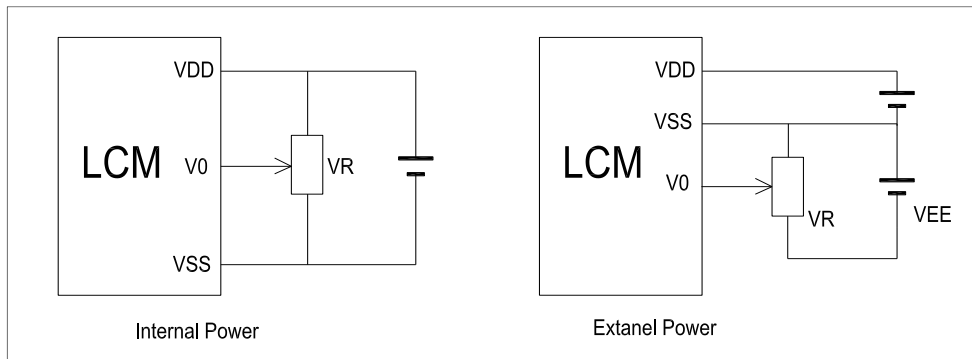 VDD
LCM
V0
VR
VSS
Internal Power
VDD
VSS
LCM
V0
VR
VEE
Extanel Power